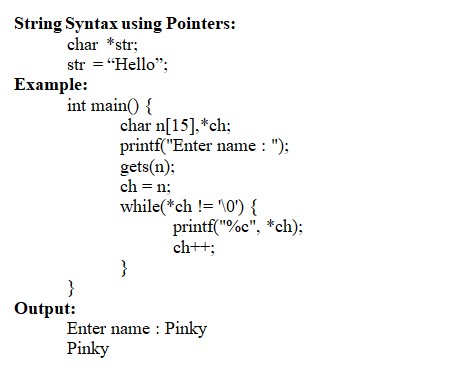 String Syntax using Pointers:
char *str;
str = “Hello”;
Example:
int main() {
char n[15],*ch;
printf("Enter name : ");
gets(n);
ch = n;
while(*ch != '\0') {
printf("%c", *ch);
ch++;
}
}
Output:
Enter name : Pinky
Pinky